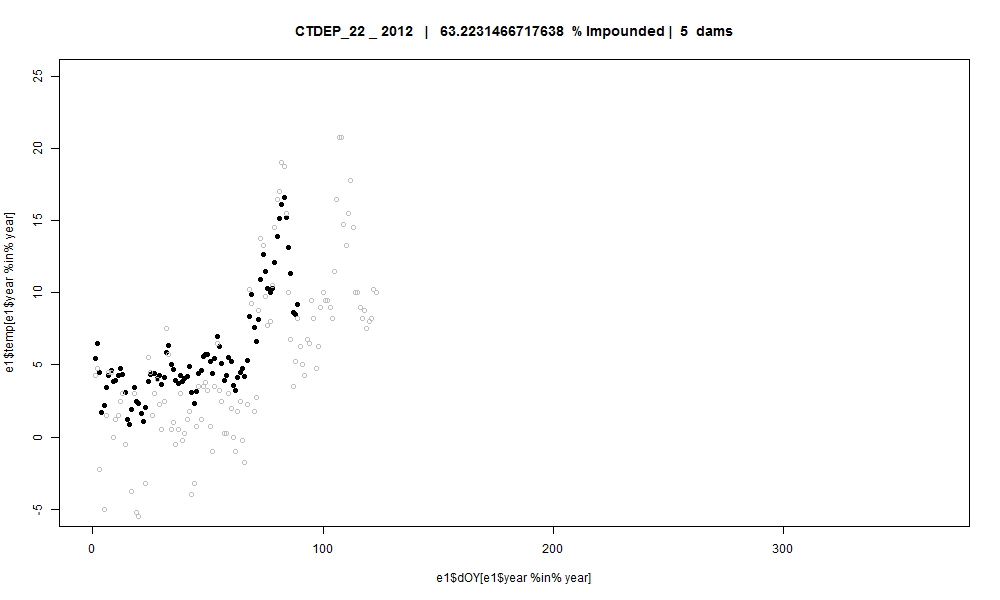 CTDEP_22 _ 2012 | 63.2231466717638 % Impounded | 5 dams
25
20
15
10
5
0
-5
e1$temp[e1$year %in% year]
0 100 200 300
e1$dOY[e1$year %in% year]